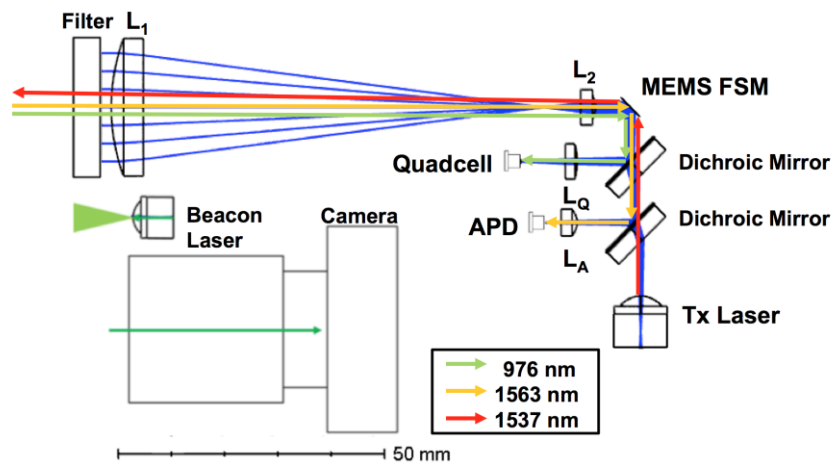 Filter
L1
L2
MEMS FSM
Quadcell
Dichroic Mirror
LQ
Beacon
Laser
Camera
APD
Dichroic Mirror
LA
Tx Laser
976 nm
1563 nm
1537 nm
50 mm